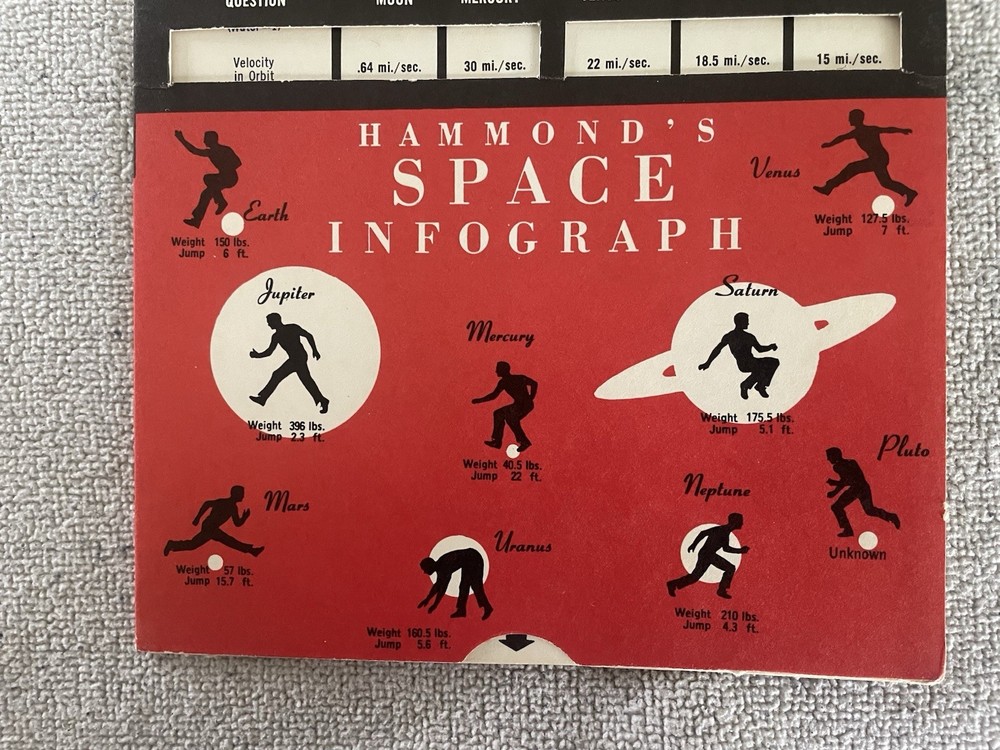 QUESTION MOON MERCURY
Velocity
in Orbit
.64 mi./sec. 30 mi./sec. 22 mi./sec. 18.5 mi./sec. 15 mi./sec.
HAMMOND'S
SPACE
INFOGRAPH
Earth
Weight 150 lbs.
Jump 6 ft.
Venus
Weight 127.5 lbs.
Jump 7 ft.
Jupiter
Weight 396 lbs.
Jump 2.3 ft.
Mercury
Weight 40.5 lbs.
Jump 22 ft.
Saturn
Weight 175.5 lbs.
Jump 5.1 ft.
Mars
Weight 57 lbs.
Jump 15.7 ft.
Uranus
Weight 160.5 lbs.
Jump 5.6 ft.
Neptune
Weight 210 lbs.
Jump 4.3 ft.
Pluto
Unknown